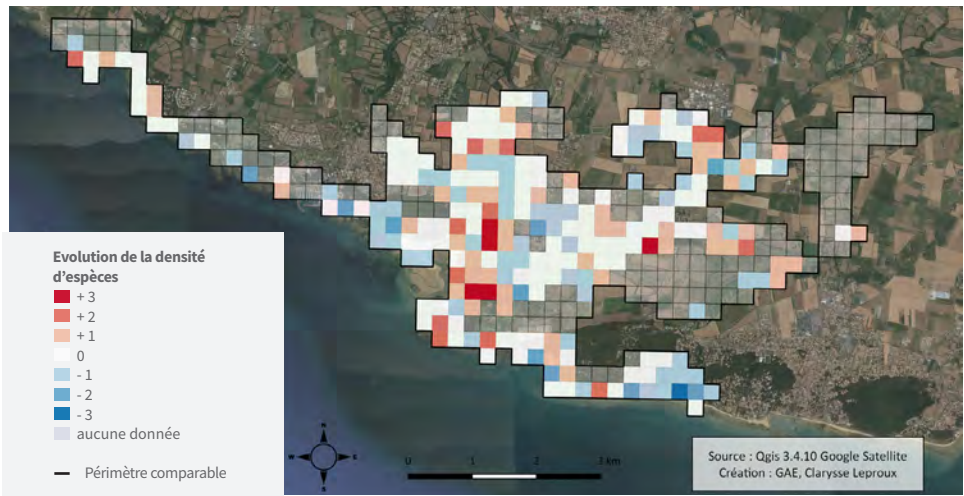 Evolution de la densité
d'espèces
+ 3
+ 2
+ 1
0
- 1
- 2
- 3
aucune donnée
Périmètre comparable
N
W
E
S
0 1 2 3 km
Source : Qgis 3.4.10 Google Satellite
Création : GAE, Clarysse Leproux